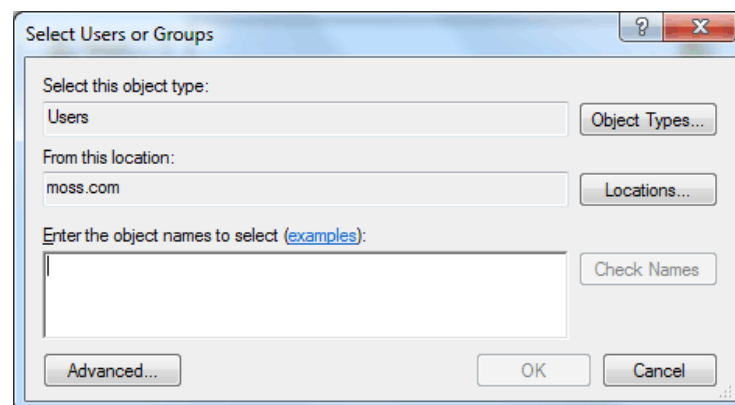 Select Users or Groups
?
X
Select this object type:
Users
Object Types...
From this location:
moss.com
Locations...
Enter the object names to select (examples):
Check Names
Advanced...
OK
Cancel